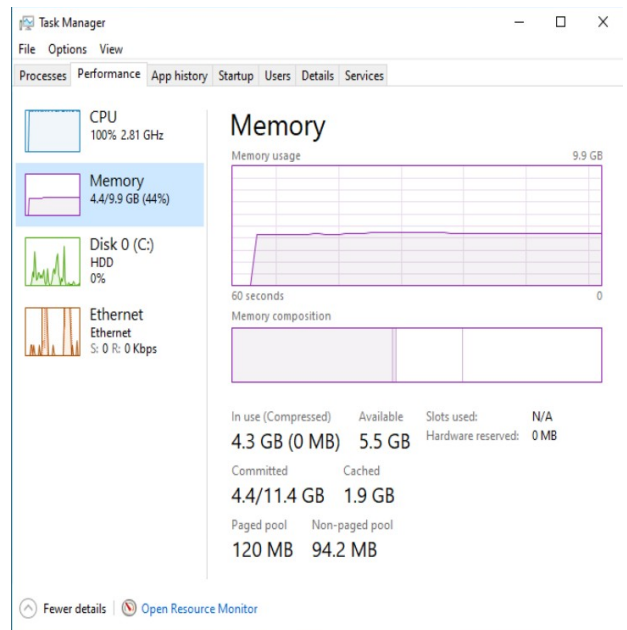 Task Manager
File Options View
Processes Performance App history Startup Users Details Services
CPU
100% 2.81 GHz
Memory
4.4/9.9 GB (44%)
Disk 0 (C:)
HDD
0%
Ethernet
Ethernet
S: 0 R: 0 Kbps
Memory
Memory usage 9.9 GB
60 seconds 0
Memory composition
In use (Compressed) Available Slots used: N/A
4.3 GB (0 MB) 5.5 GB Hardware reserved: 0 MB
Committed Cached
4.4/11.4 GB 1.9 GB
Paged pool Non-paged pool
120 MB 94.2 MB
Fewer details Open Resource Monitor